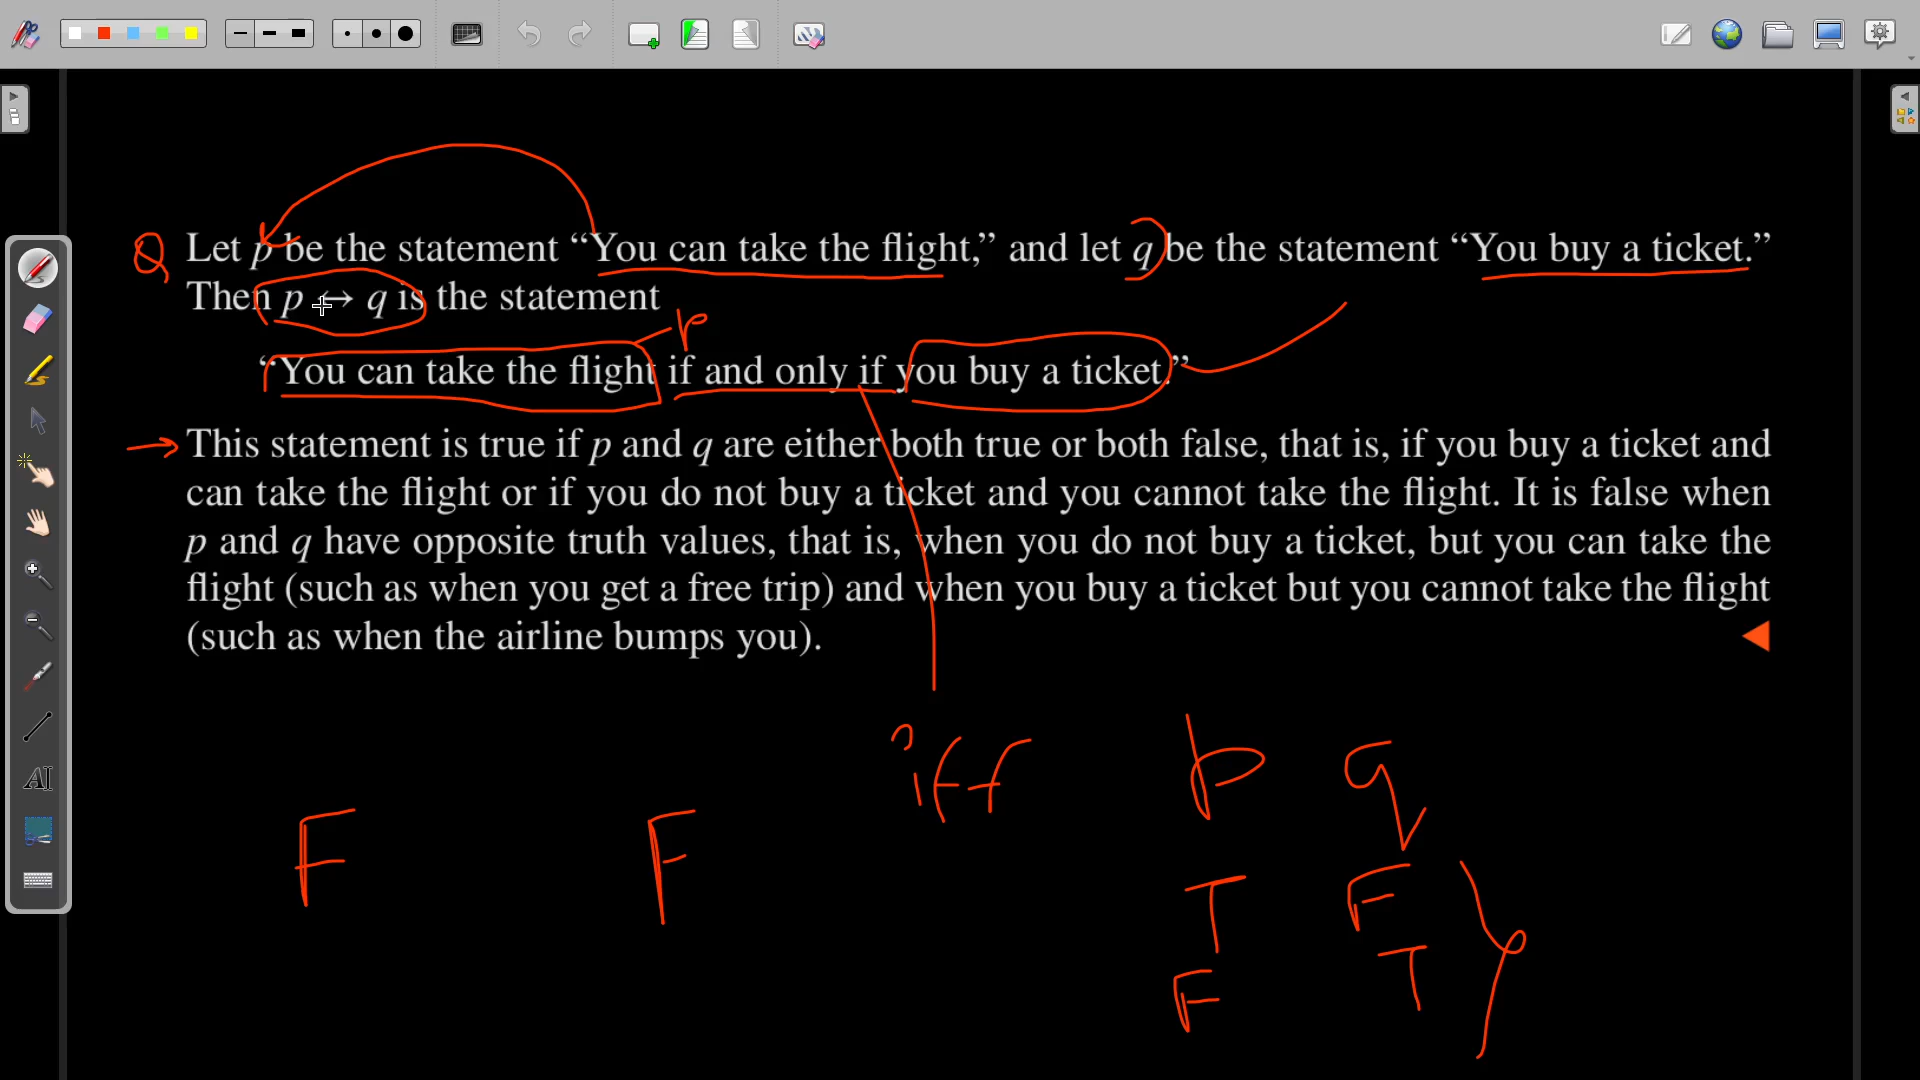 Q Let p be the statement “You can take the flight,” and let q be the statement “You buy a ticket.”
Then p ↔ q is the statement
p
“You can take the flight if and only if you buy a ticket.”
→ This statement is true if p and q are either both true or both false, that is, if you buy a ticket and
can take the flight or if you do not buy a ticket and you cannot take the flight. It is false when
p and q have opposite truth values, that is, when you do not buy a ticket, but you can take the
flight (such as when you get a free trip) and when you buy a ticket but you cannot take the flight
(such as when the airline bumps you).
iff p q
F F T F
F T